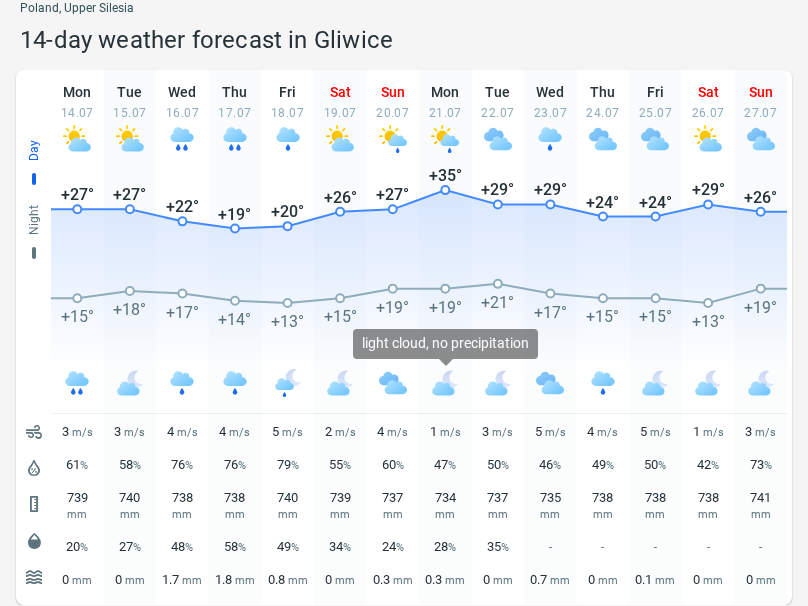 Poland, Upper Silesia
14-day weather forecast in Gliwice
Mon Tue Wed Thu Fri Sat Sun Mon Tue Wed Thu Fri Sat Sun
14.07 15.07 16.07 17.07 18.07 19.07 20.07 21.07 22.07 23.07 24.07 25.07 26.07 27.07
Day
+27° +27° +22° +19° +20° +26° +27° +35° +29° +29° +24° +24° +29° +26°
Night
+15° +18° +17° +14° +13° +15° +19° +19° +21° +17° +15° +15° +13° +19°
light cloud, no precipitation
3 m/s 3 m/s 4 m/s 4 m/s 5 m/s 2 m/s 4 m/s 1 m/s 3 m/s 5 m/s 4 m/s 5 m/s 1 m/s 3 m/s
61% 58% 76% 76% 79% 55% 60% 47% 50% 46% 49% 50% 42% 73%
739 740 738 738 740 739 737 734 737 735 738 738 738 741
mm mm mm mm mm mm mm mm mm mm mm mm mm mm
20% 27% 48% 58% 49% 34% 24% 28% 35% - - - - -
0 mm 0 mm 1.7 mm 1.8 mm 0.8 mm 0 mm 0.3 mm 0.3 mm 0 mm 0.7 mm 0 mm 0.1 mm 0 mm 0 mm